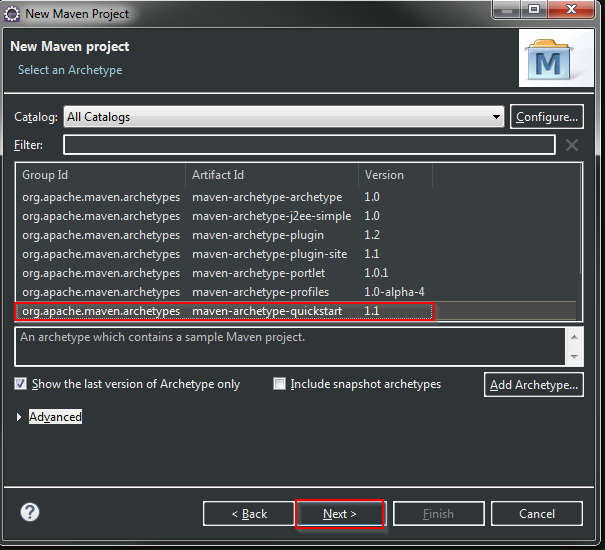 New Maven Project
New Maven project
Select an Archetype
M
Catalog: All Catalogs Configure...
Filter:
Group Id Artifact Id Version
org.apache.maven.archetypes maven-archetype-archetype 1.0
org.apache.maven.archetypes maven-archetype-j2ee-simple 1.0
org.apache.maven.archetypes maven-archetype-plugin 1.2
org.apache.maven.archetypes maven-archetype-plugin-site 1.1
org.apache.maven.archetypes maven-archetype-portlet 1.0.1
org.apache.maven.archetypes maven-archetype-profiles 1.0-alpha-4
org.apache.maven.archetypes maven-archetype-quickstart 1.1
An archetype which contains a sample Maven project.
Show the last version of Archetype only Include snapshot archetypes Add Archetype...
Advanced
? < Back Next > Finish Cancel